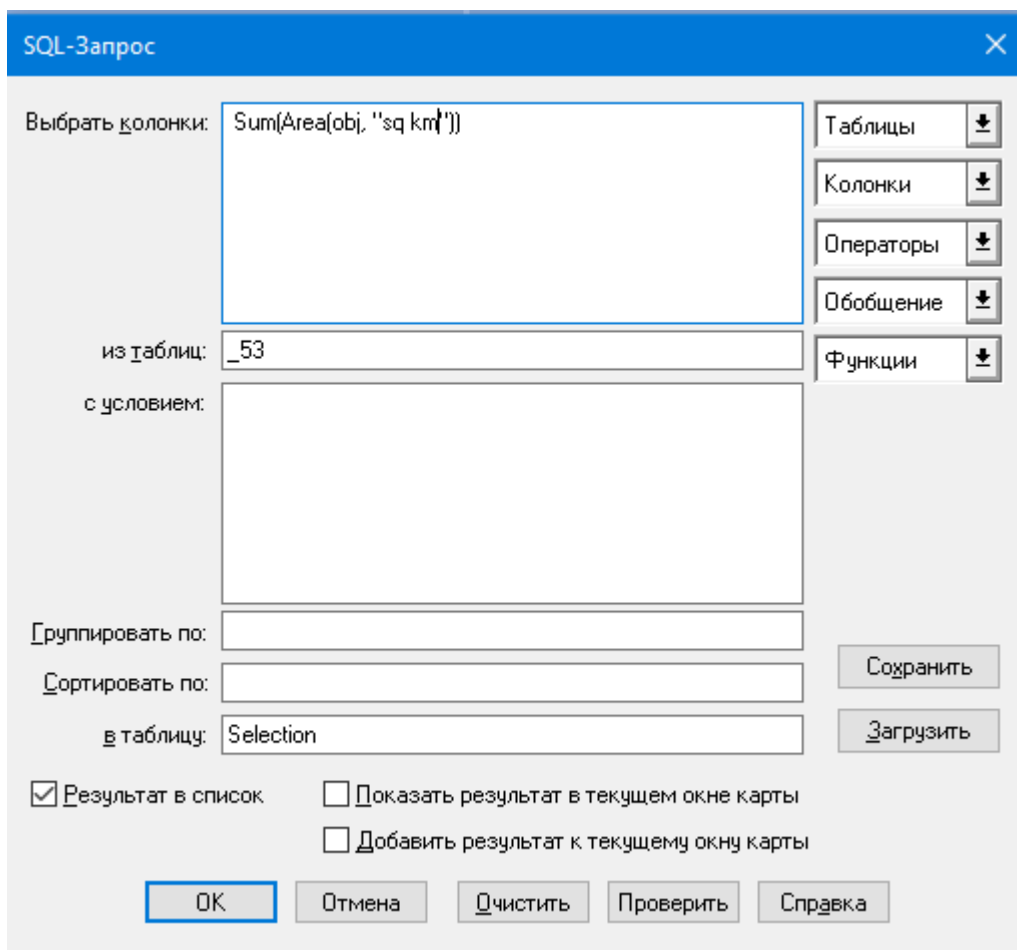 SQL-Запрос
Выбрать колонки:
Sum(Area(obj, "sq km"))
Таблицы
Колонки
Операторы
Обобщение
из таблиц:
_53
Функции
с условием:
Группировать по:
Сортировать по:
Сохранить
в таблицу:
Selection
Загрузить
Результат в список
Показать результат в текущем окне карты
Добавить результат к текущему окну карты
OK
Отмена
Очистить
Проверить
Справка